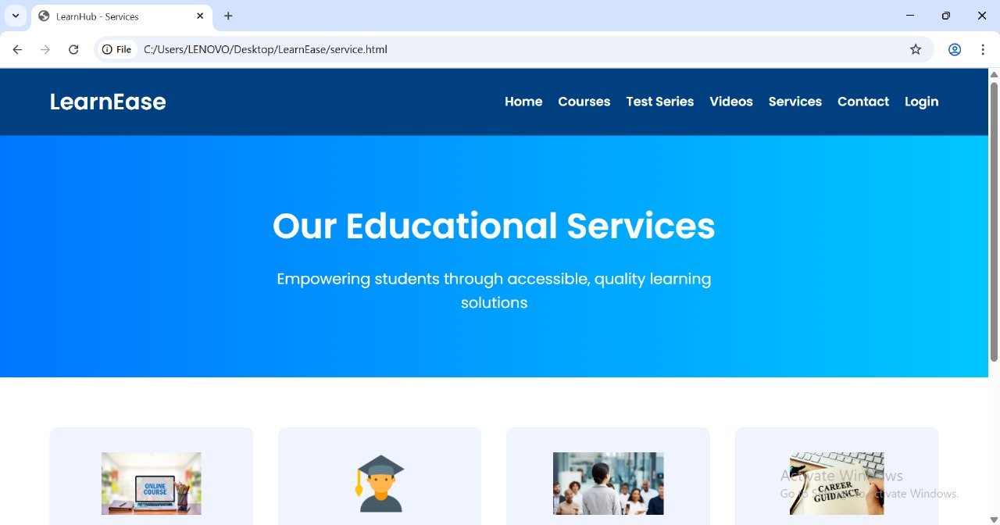 LearnHub - Services
File
C:/Users/LENOVO/Desktop/LearnEase/service.html
LearnEase
Home Courses Test Series Videos Services Contact Login
Our Educational Services
Empowering students through accessible, quality learning
solutions
ONLINE
COURSE
CAREER
GUIDANCE
Activate Windows
Go to Settings to activate Windows.